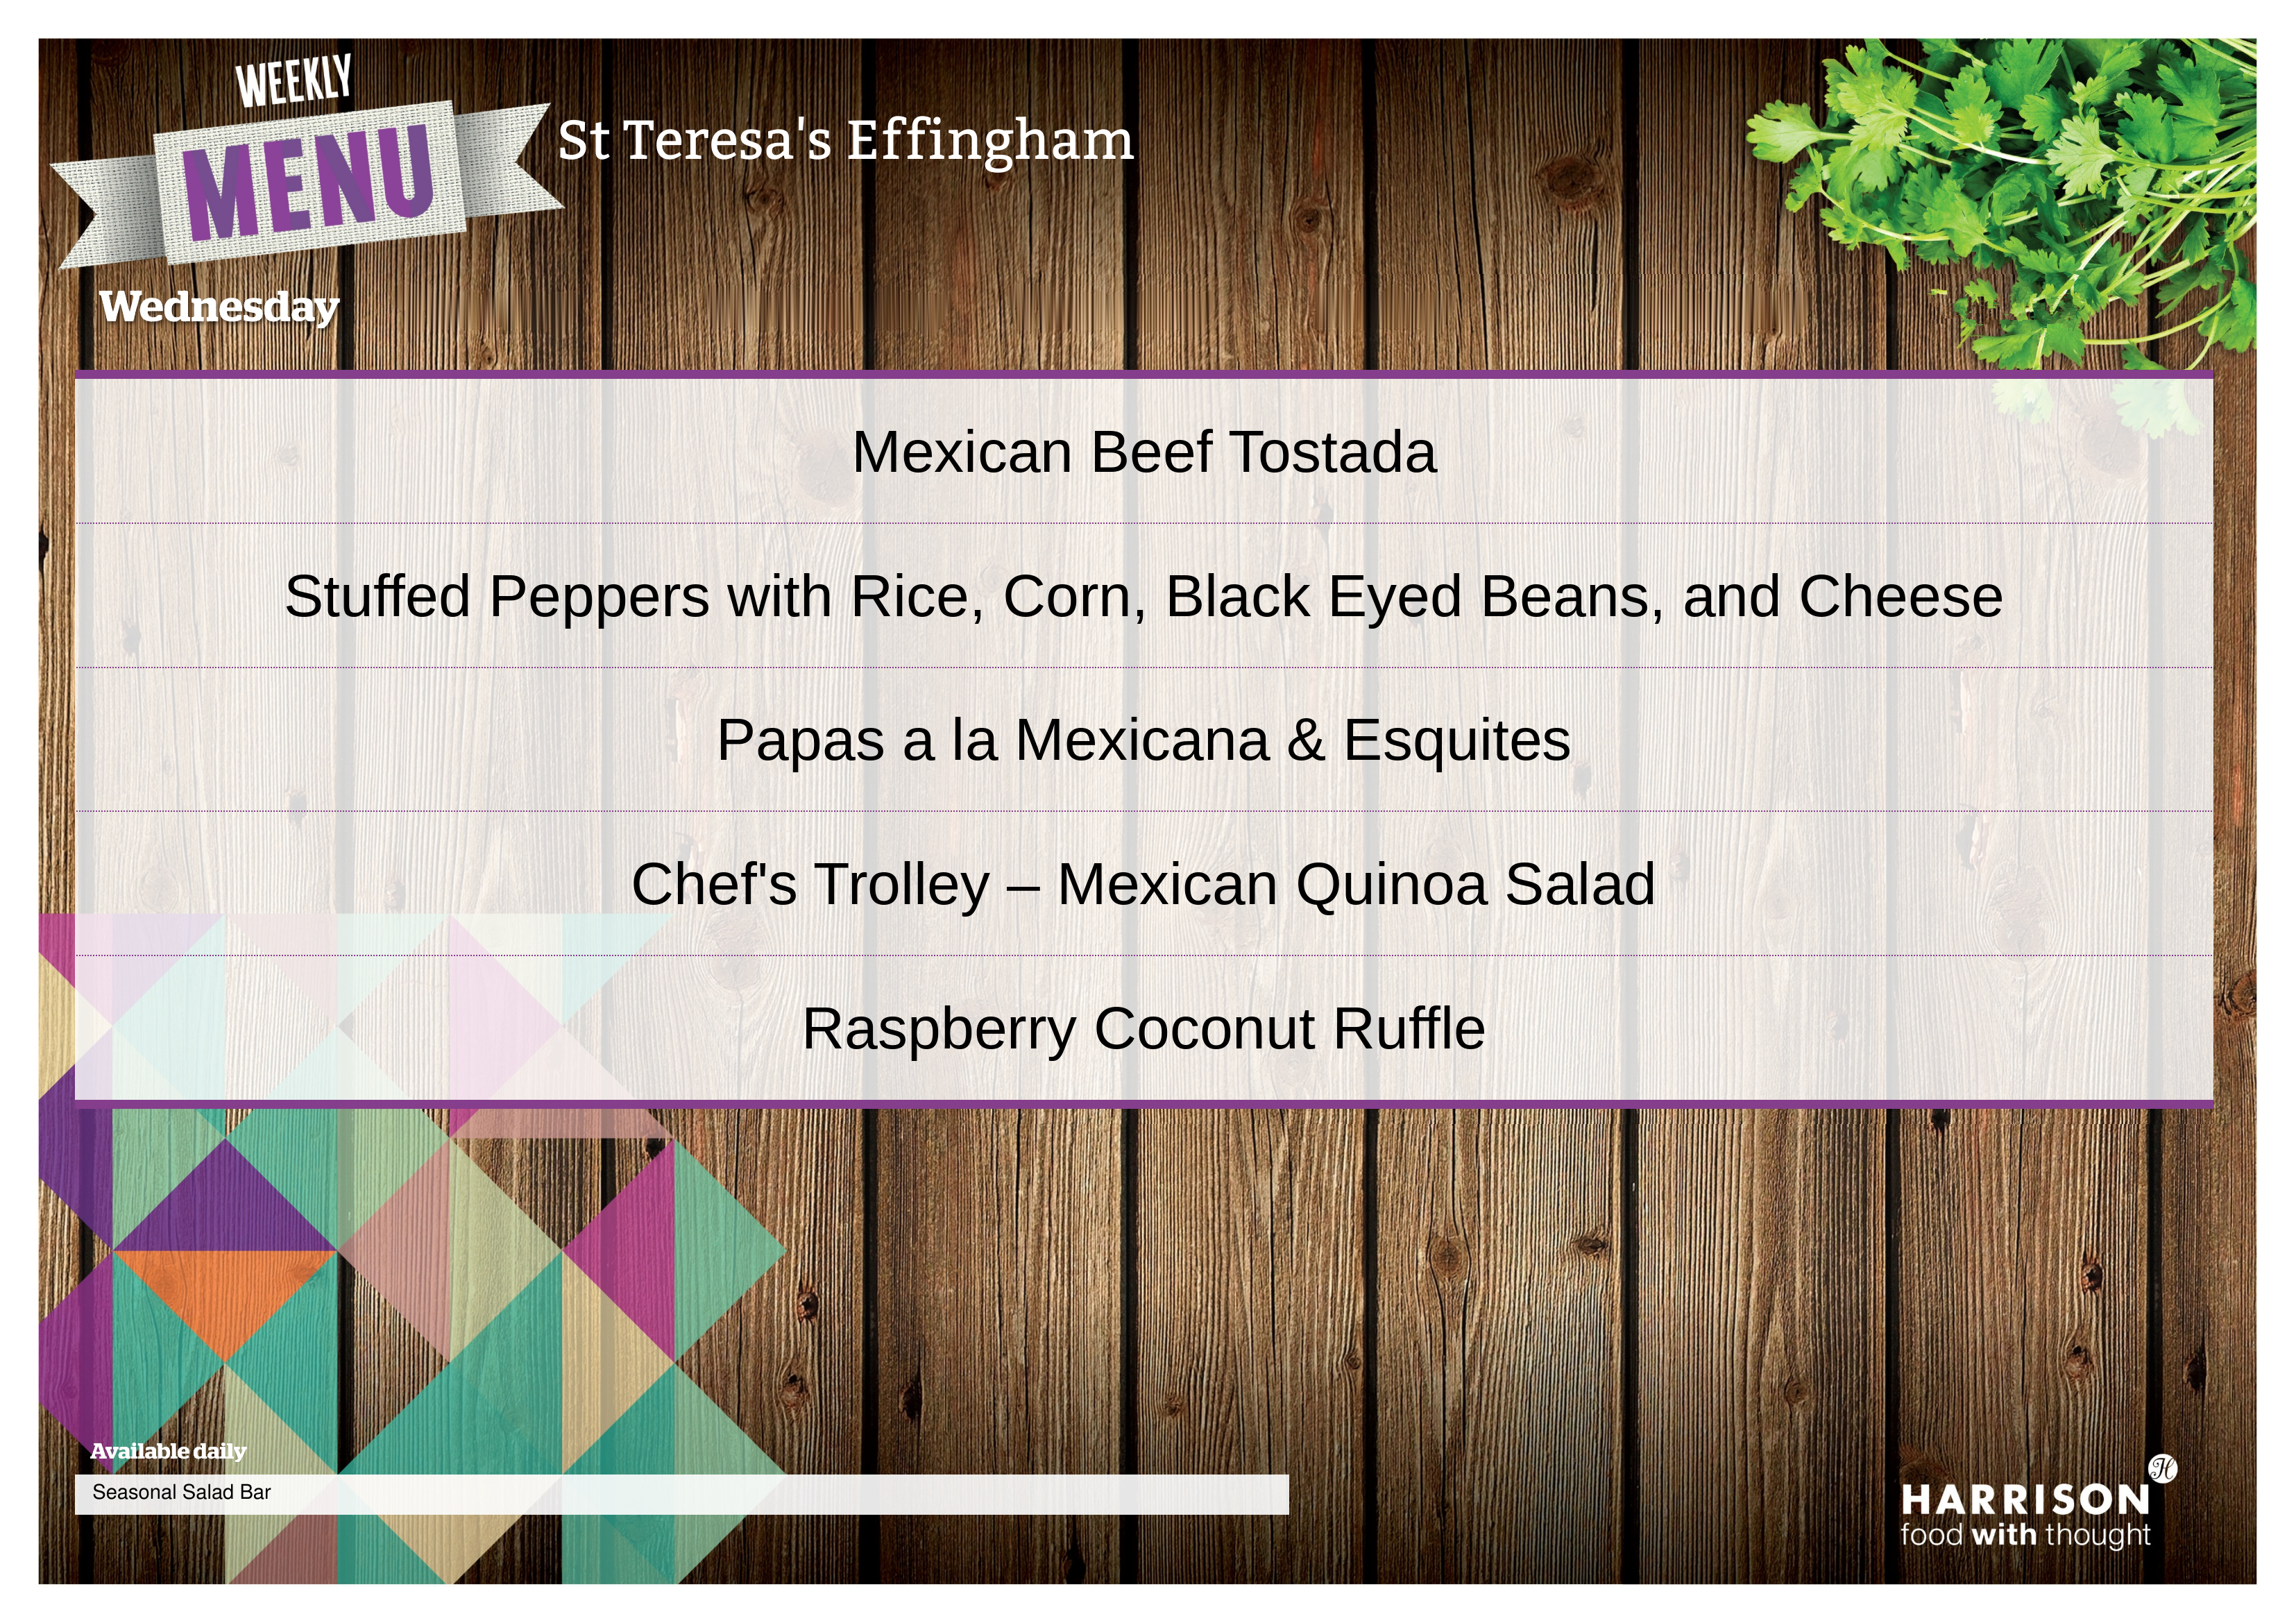 WEEKLY
MENU
St Teresa's Effingham
Wednesday
Mexican Beef Tostada
Stuffed Peppers with Rice, Corn, Black Eyed Beans, and Cheese
Papas a la Mexicana & Esquites
Chef's Trolley – Mexican Quinoa Salad
Raspberry Coconut Ruffle
Available daily
Seasonal Salad Bar
H
HARRISON
food with thought